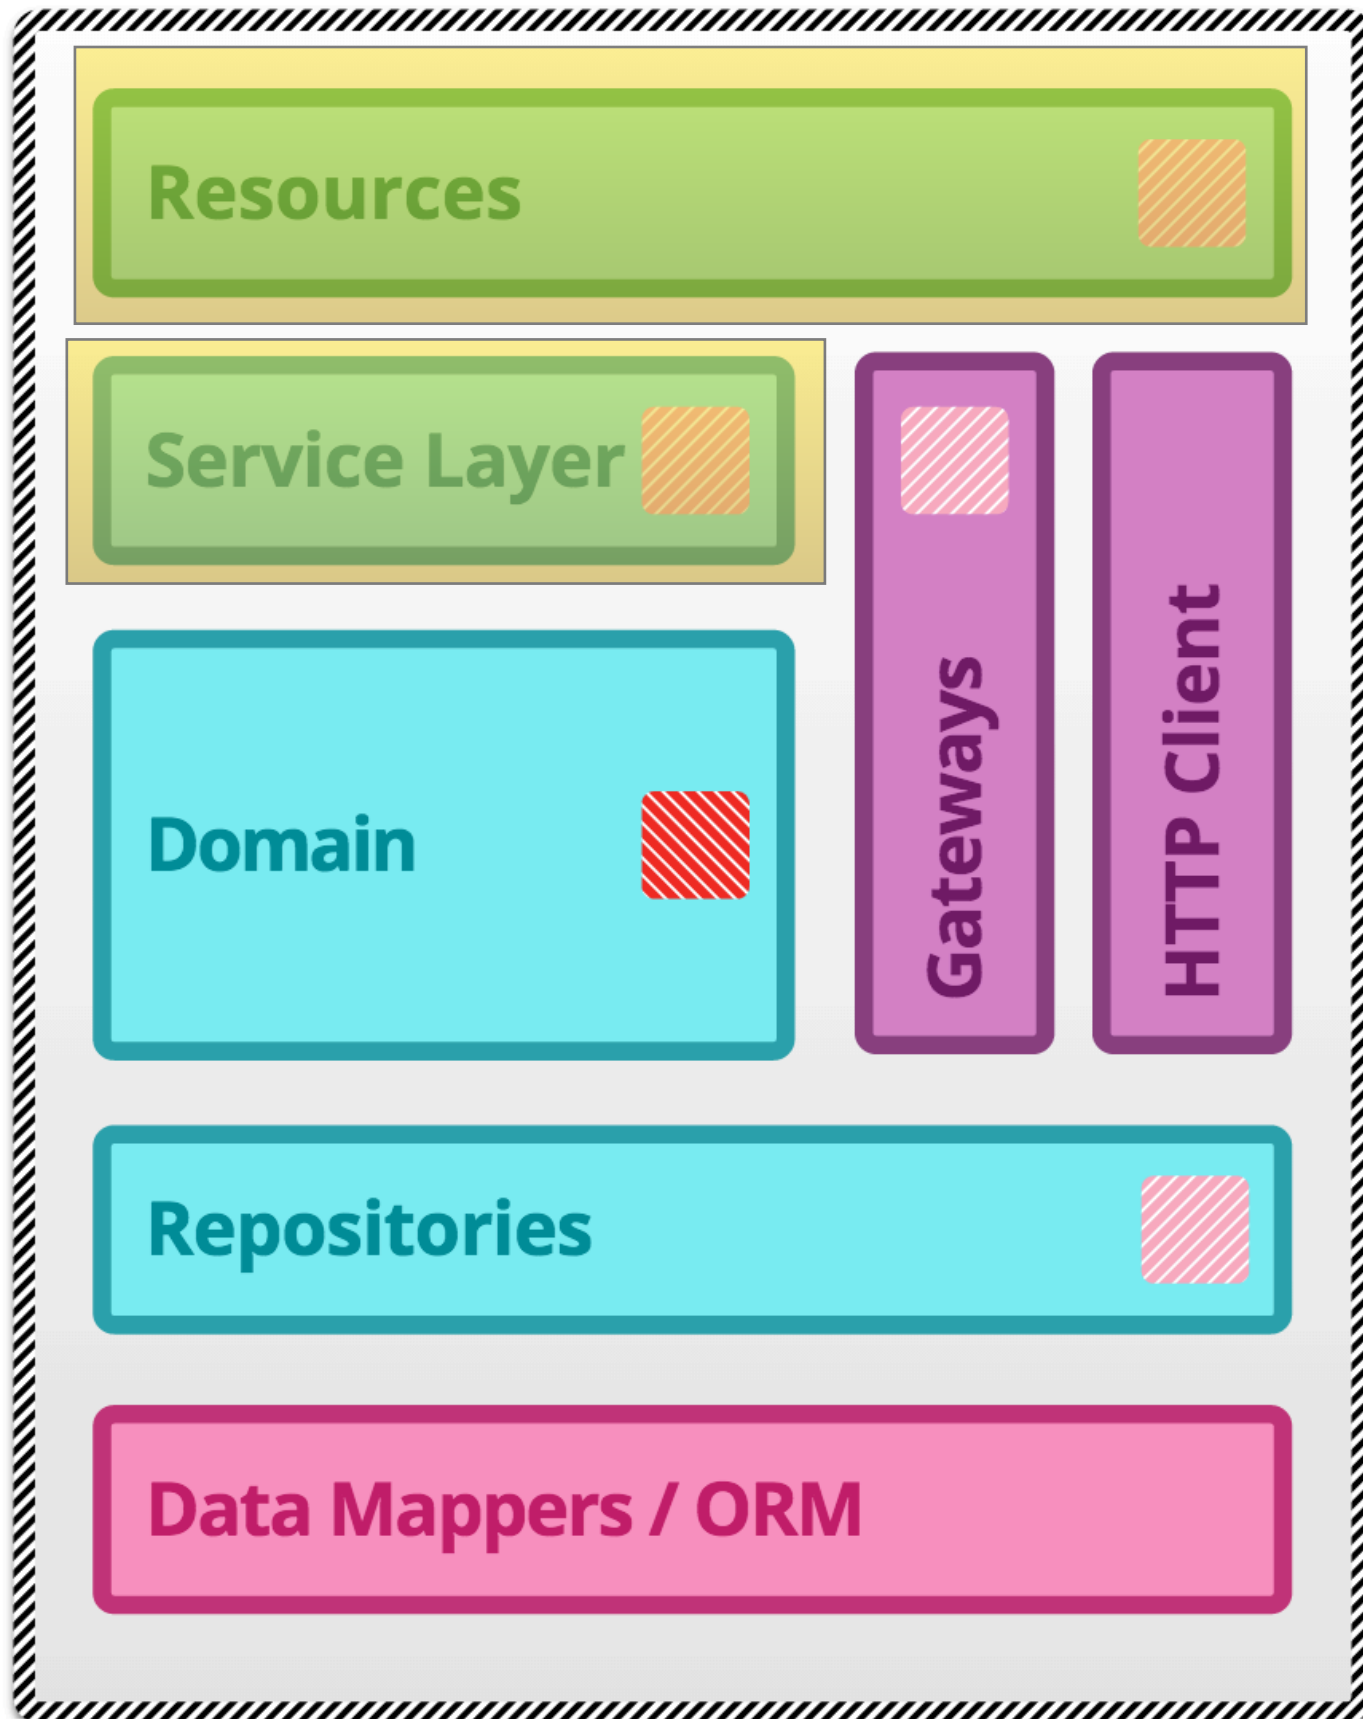 Resources
Service Layer
Gateways
HTTP Client
Domain
Repositories
Data Mappers / ORM